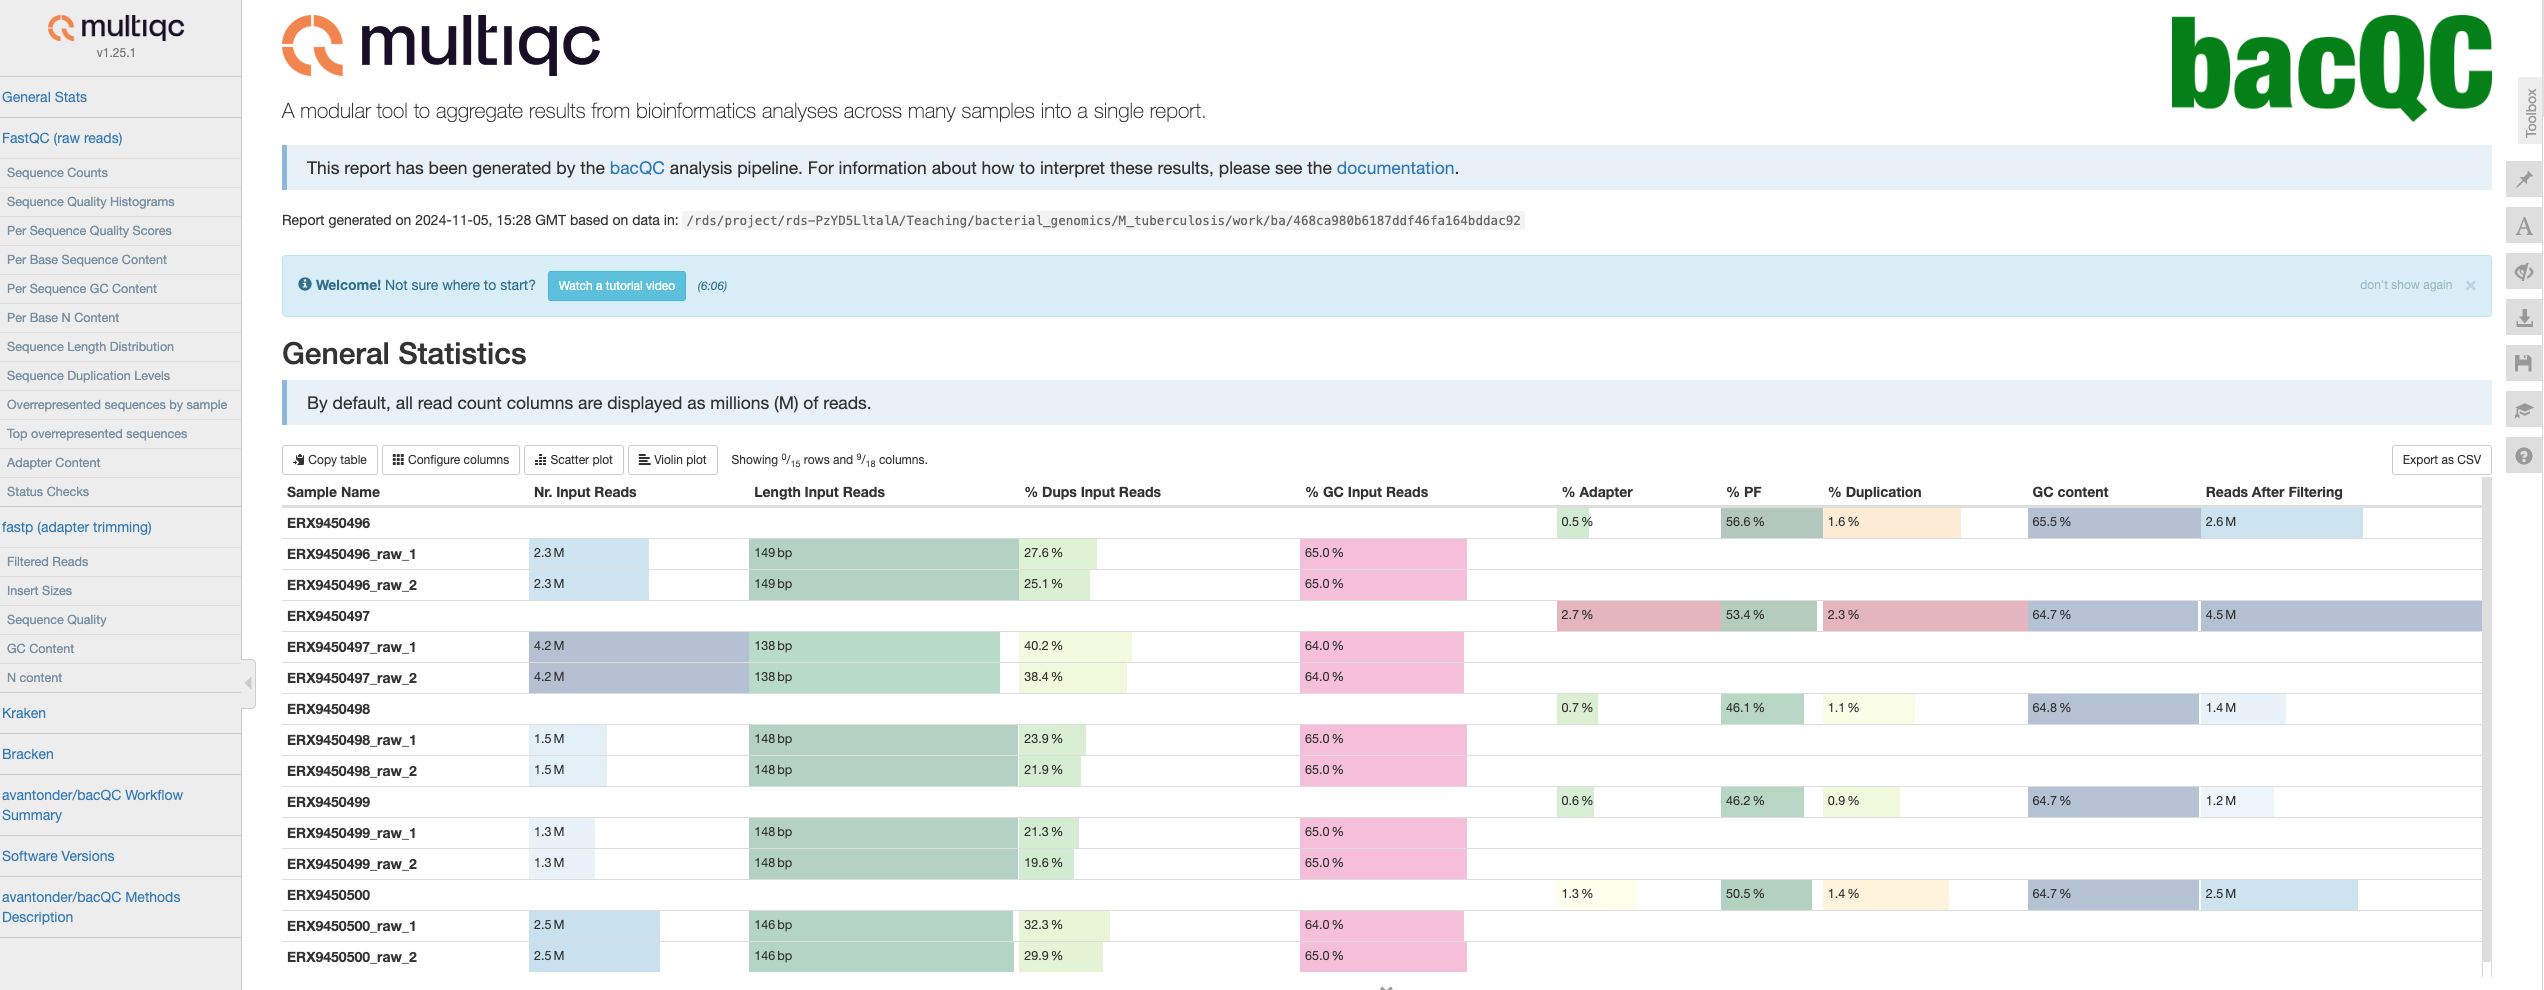 multiqc
v1.25.1
General Stats
FastQC (raw reads)
Sequence Counts
Sequence Quality Histograms
Per Sequence Quality Scores
Per Base Sequence Content
Per Sequence GC Content
Per Base N Content
Sequence Length Distribution
Sequence Duplication Levels
Overrepresented sequences by sample
Top overrepresented sequences
Adapter Content
Status Checks
fastp (adapter trimming)
Filtered Reads
Insert Sizes
Sequence Quality
GC Content
N content
Kraken
Bracken
avantonder/bacQC Workflow
Summary
Software Versions
avantonder/bacQC Methods
Description
multiqc
bacQC
A modular tool to aggregate results from bioinformatics analyses across many samples into a single report.
This report has been generated by the bacQC analysis pipeline. For information about how to interpret these results, please see the documentation.
Report generated on 2024-11-05, 15:28 GMT based on data in: /rds/project/rds-PzYD5LltalA/Teaching/bacterial_genomics/M_tuberculosis/work/ba/468ca980b6187ddf46fa164bddac92
Welcome! Not sure where to start? Watch a tutorial video (6:06) don't show again ×
General Statistics
By default, all read count columns are displayed as millions (M) of reads.
Copy table Configure columns Scatter plot Violin plot Showing 0/15 rows and 9/18 columns. Export as CSV
Sample Name Nr. Input Reads Length Input Reads % Dups Input Reads % GC Input Reads % Adapter % PF % Duplication GC content Reads After Filtering
ERX9450496 0.5 % 56.6 % 1.6 % 65.5 % 2.6 M
ERX9450496_raw_1 2.3 M 149 bp 27.6 % 65.0 %
ERX9450496_raw_2 2.3 M 149 bp 25.1 % 65.0 %
ERX9450497 2.7 % 53.4 % 2.3 % 64.7 % 4.5 M
ERX9450497_raw_1 4.2 M 138 bp 40.2 % 64.0 %
ERX9450497_raw_2 4.2 M 138 bp 38.4 % 64.0 %
ERX9450498 0.7 % 46.1 % 1.1 % 64.8 % 1.4 M
ERX9450498_raw_1 1.5 M 148 bp 23.9 % 65.0 %
ERX9450498_raw_2 1.5 M 148 bp 21.9 % 65.0 %
ERX9450499 0.6 % 46.2 % 0.9 % 64.7 % 1.2 M
ERX9450499_raw_1 1.3 M 148 bp 21.3 % 65.0 %
ERX9450499_raw_2 1.3 M 148 bp 19.6 % 65.0 %
ERX9450500 1.3 % 50.5 % 1.4 % 64.7 % 2.5 M
ERX9450500_raw_1 2.5 M 146 bp 32.3 % 64.0 %
ERX9450500_raw_2 2.5 M 146 bp 29.9 % 65.0 %
Toolbox
A